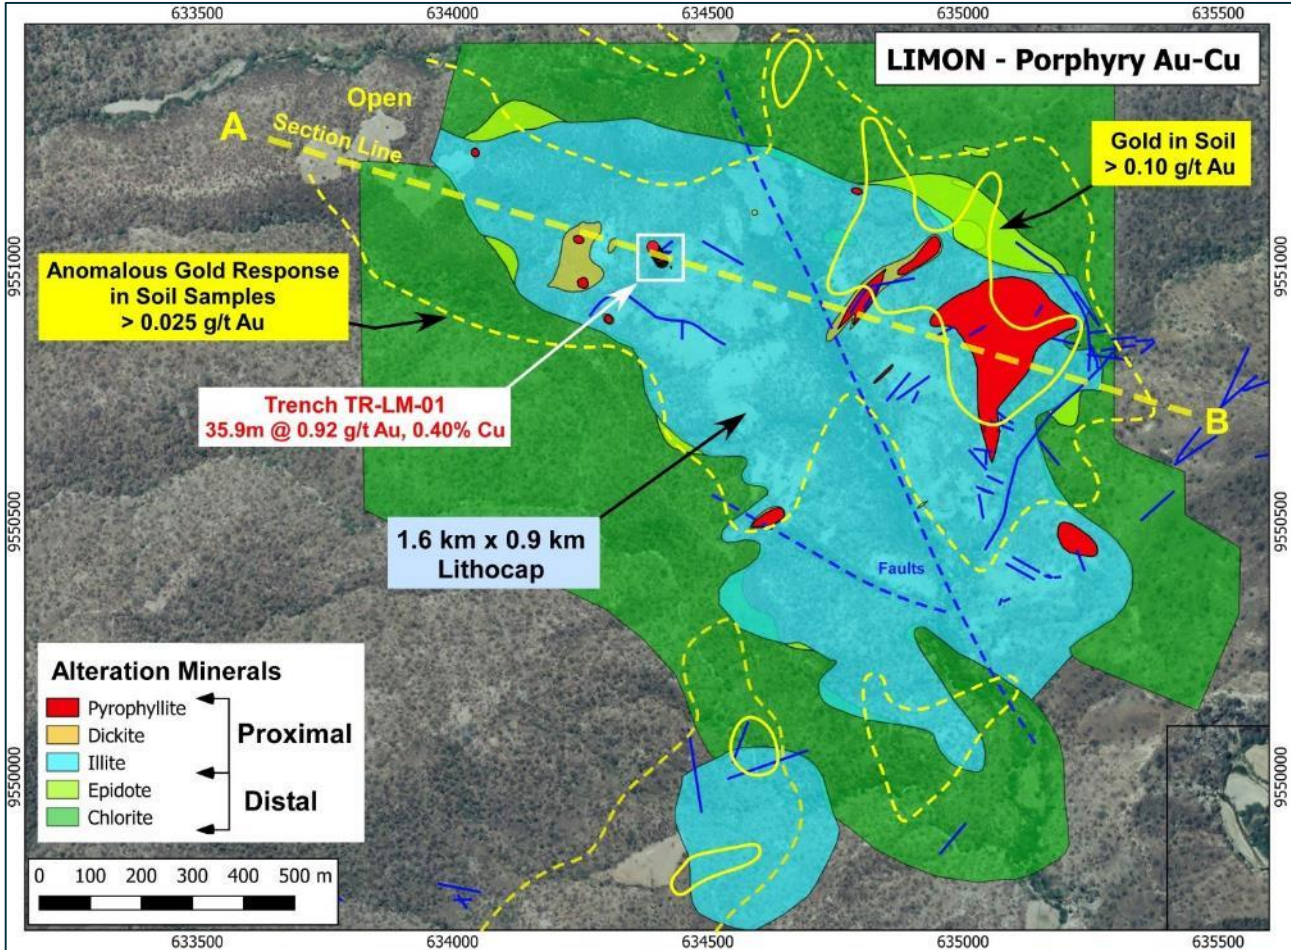 633500
634000
634500
635000
635500
LIMON - Porphyry Au-Cu
Open
A
Section Line
Gold in Soil
> 0.10 g/t Au
9551000
9551000
Anomalous Gold Response
in Soil Samples
> 0.025 g/t Au
Trench TR-LM-01
35.9m @ 0.92 g/t Au, 0.40% Cu
B
9550500
9550500
1.6 km x 0.9 km
Lithocap
Faults
Alteration Minerals
Pyrophyllite
Dickite
Illite
Epidote
Chlorite
Proximal
Distal
9550000
9550000
0 100 200 300 400 500 m
633500
634000
634500
635000
635500